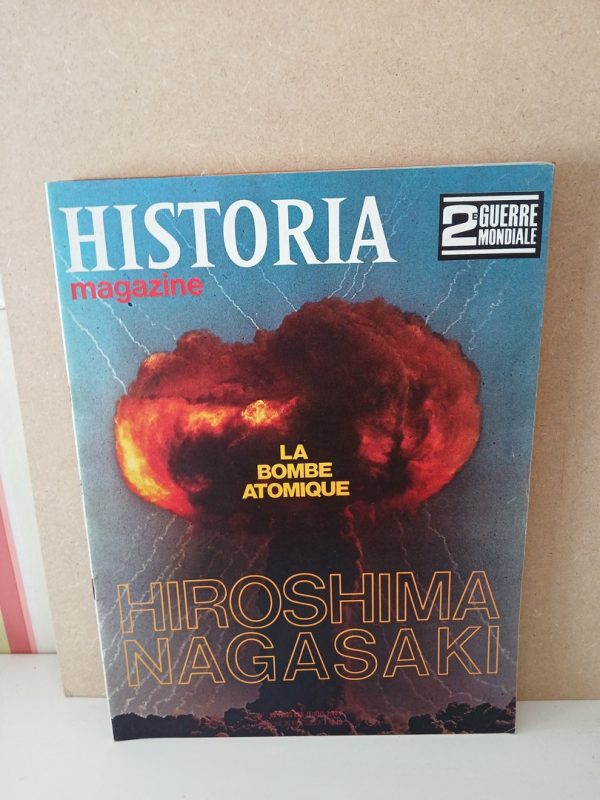 HISTORIA
magazine
2E GUERRE
MONDIALE
LA
BOMBE
ATOMIQUE
HIROSHIMA
NAGASAKI